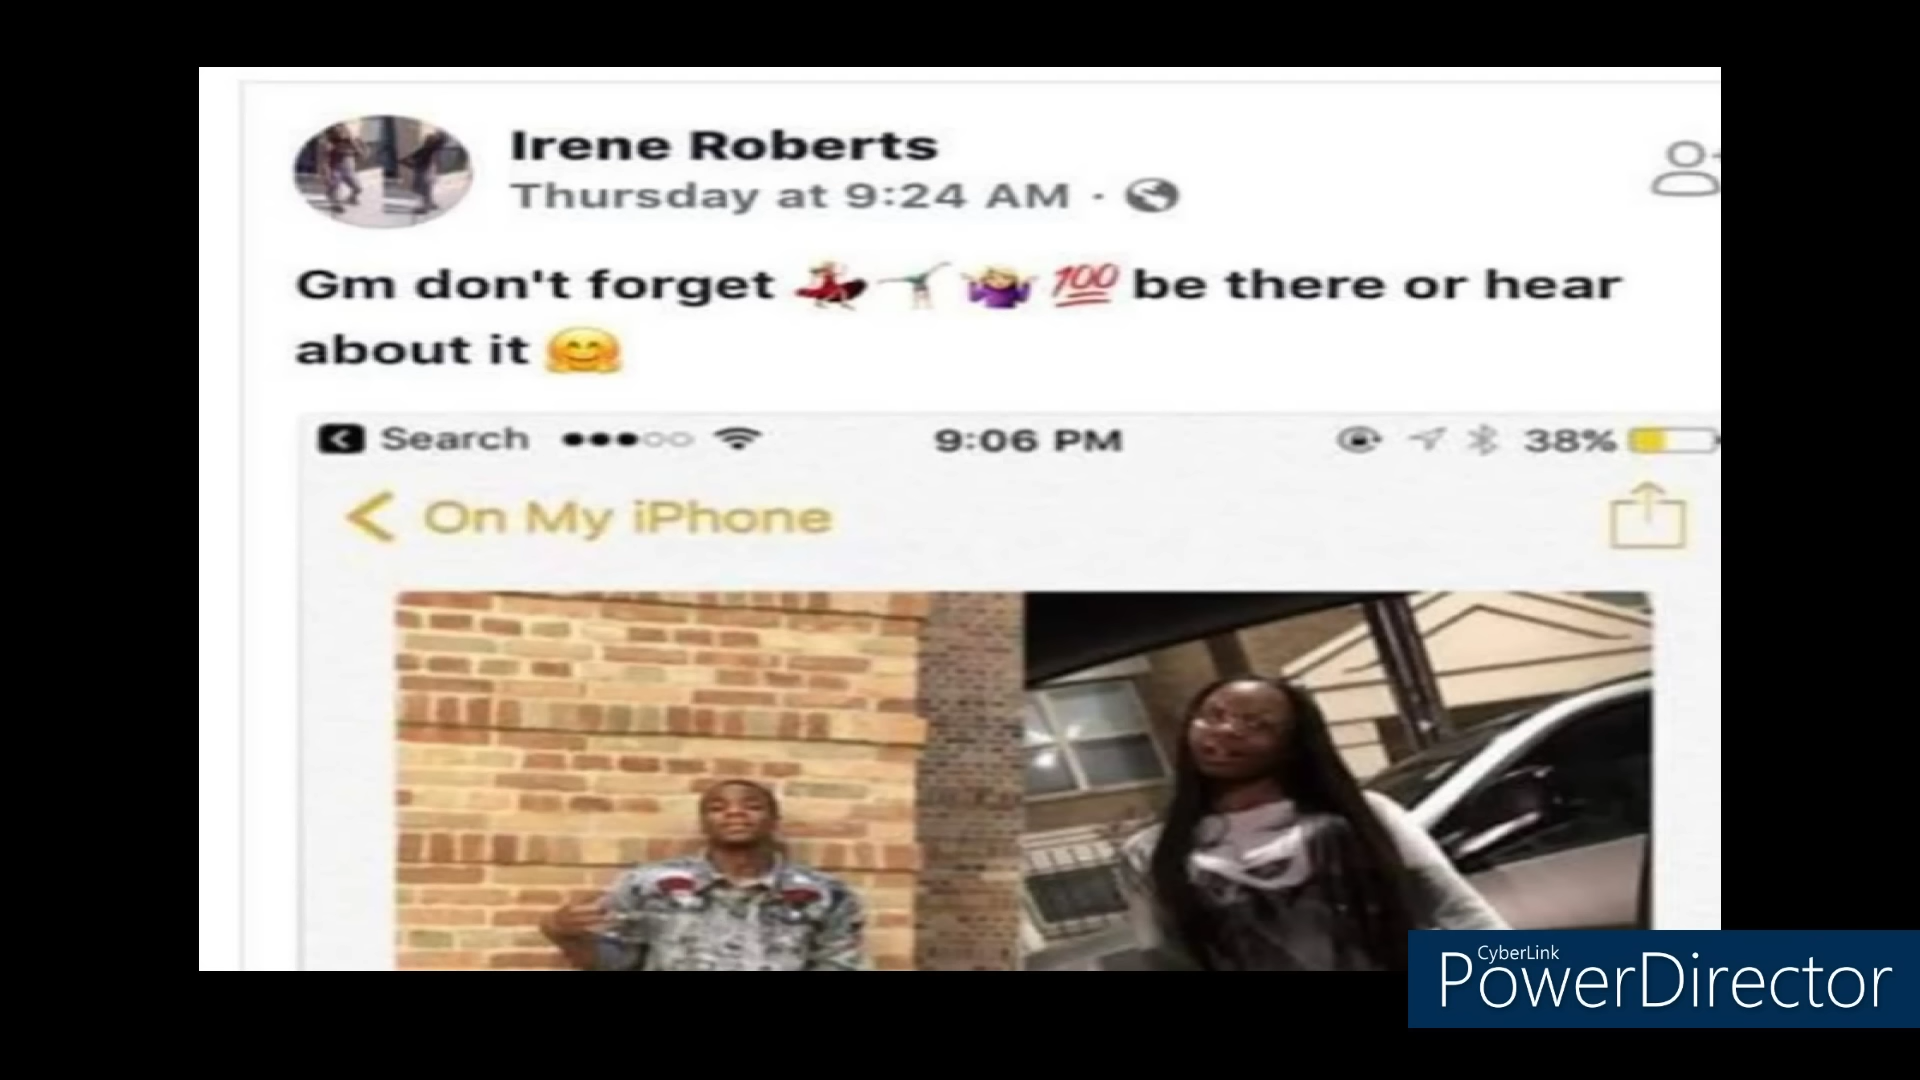 Irene Roberts
Thursday at 9:24 AM ·
Gm don't forget 💃🤸🤷💯 be there or hear
about it 🤗
Search 9:06 PM 38%
On My iPhone
CyberLink
PowerDirector